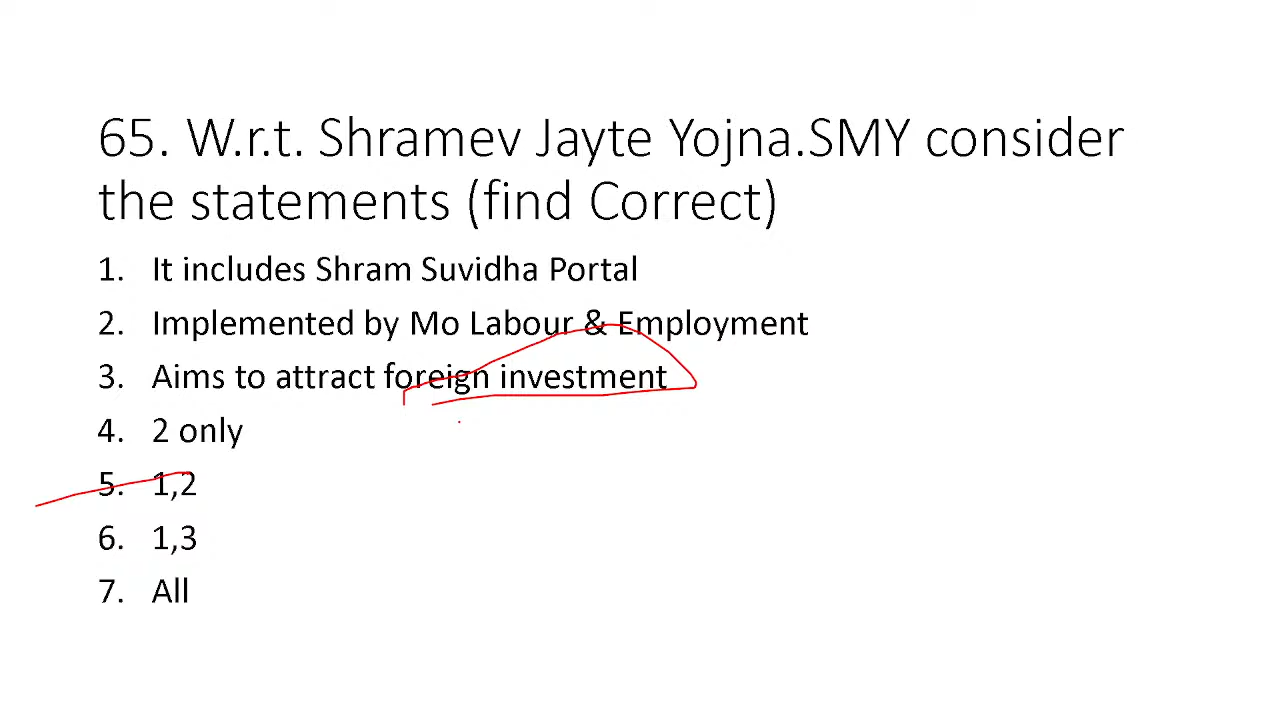 65. W.r.t. Shramev Jayte Yojna.SMY consider
the statements (find Correct)
1. It includes Shram Suvidha Portal
2. Implemented by Mo Labour & Employment
3. Aims to attract foreign investment
4. 2 only
5. 1,2
6. 1,3
7. All